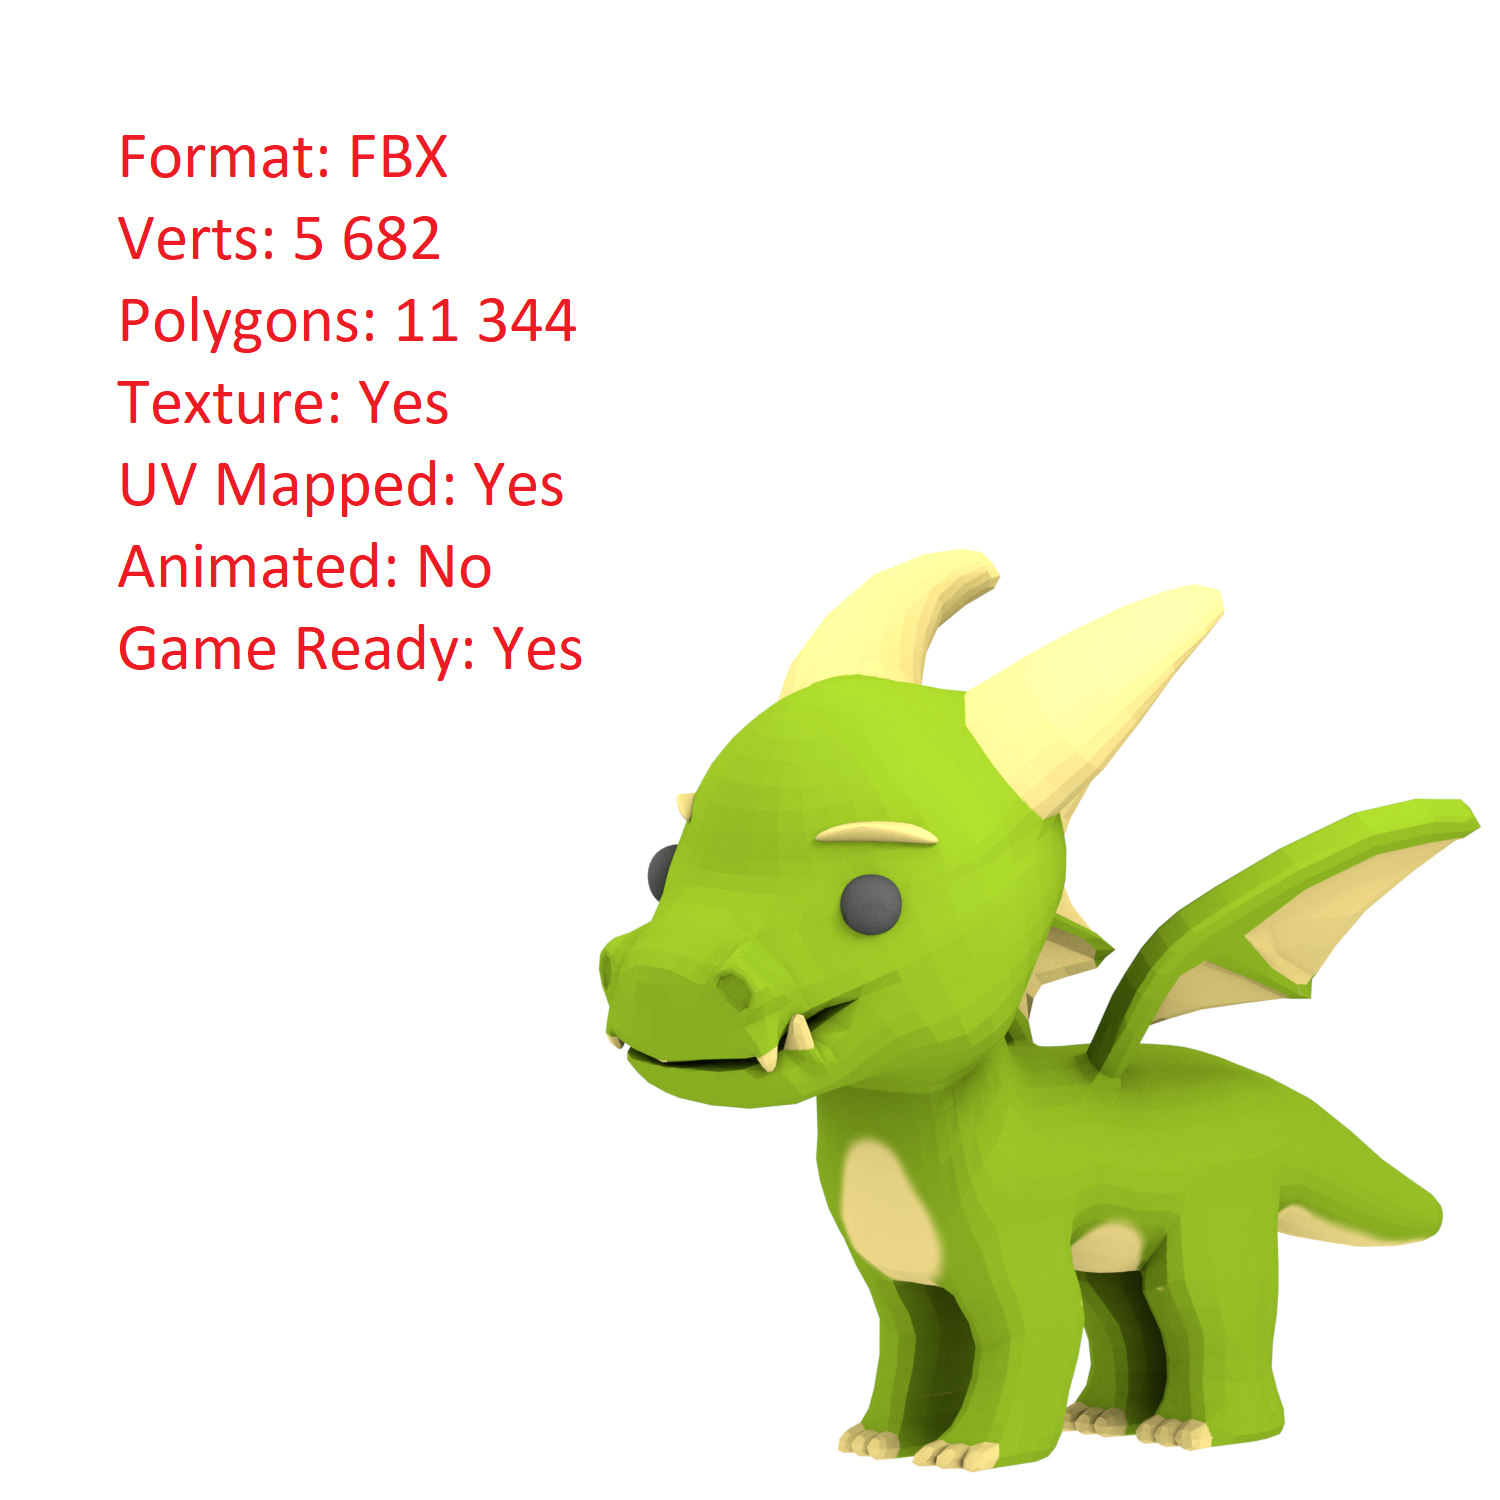 Format: FBX
Verts: 5 682
Polygons: 11 344
Texture: Yes
UV Mapped: Yes
Animated: No
Game Ready: Yes